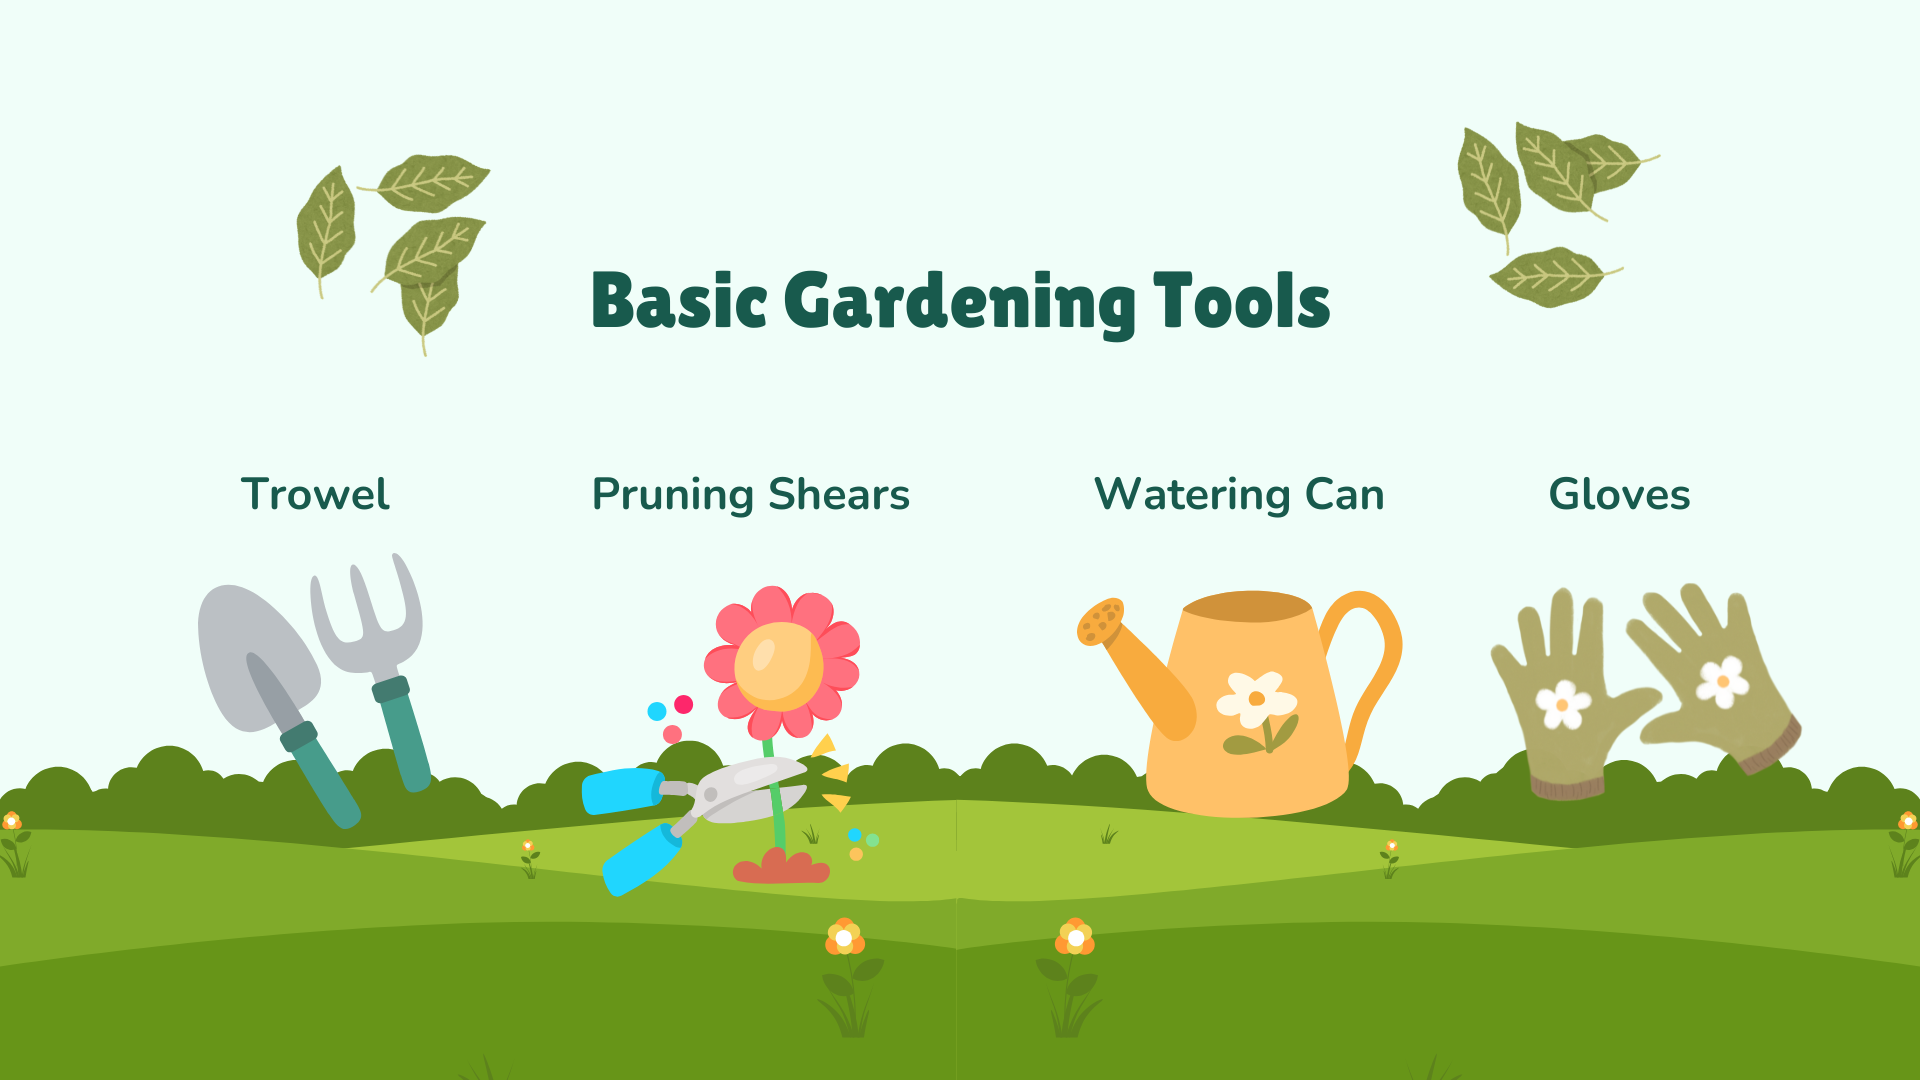 Basic Gardening Tools
Trowel
Pruning Shears
Watering Can
Gloves